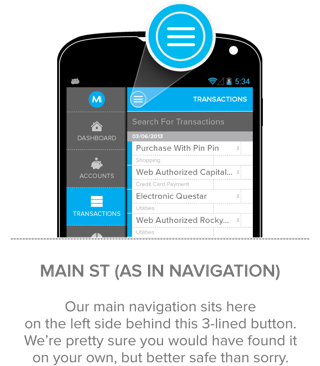 5:34
M
TRANSACTIONS
DASHBOARD
Search For Transactions
03/06/2013
Purchase With Pin Pin
Shopping
ACCOUNTS
Web Authorized Capital...
Credit Card Payment
TRANSACTIONS
Electronic Questar
Utilities
Web Authorized Rocky...
Utilities
MAIN ST (AS IN NAVIGATION)
Our main navigation sits here
on the left side behind this 3-lined button.
We're pretty sure you would have found it
on your own, but better safe than sorry.